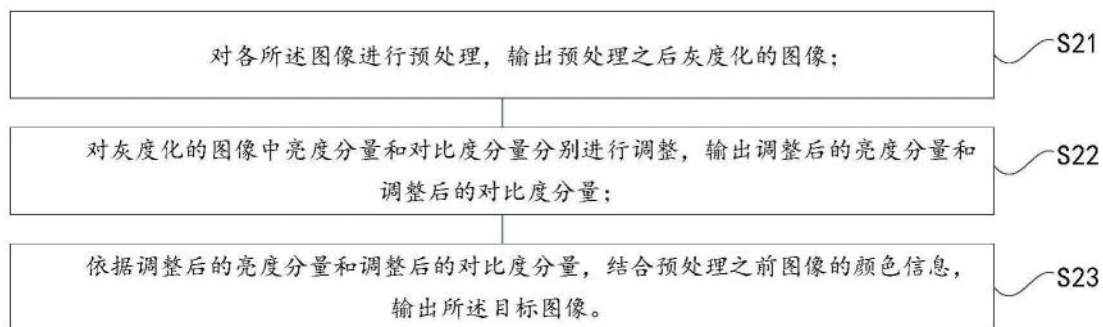 对各所述图像进行预处理，输出预处理之后灰度化的图像；
S21
对灰度化的图像中亮度分量和对比度分量分别进行调整，输出调整后的亮度分量和
调整后的对比度分量；
S22
依据调整后的亮度分量和调整后的对比度分量，结合预处理之前图像的颜色信息，
输出所述目标图像。
S23